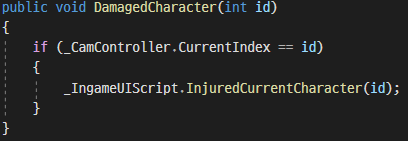 public void DamagedCharacter(int id)
{
    if (_CamController.CurrentIndex == id)
    {
        _IngameUIScript.InjuredCurrentCharacter(id);
    }
}